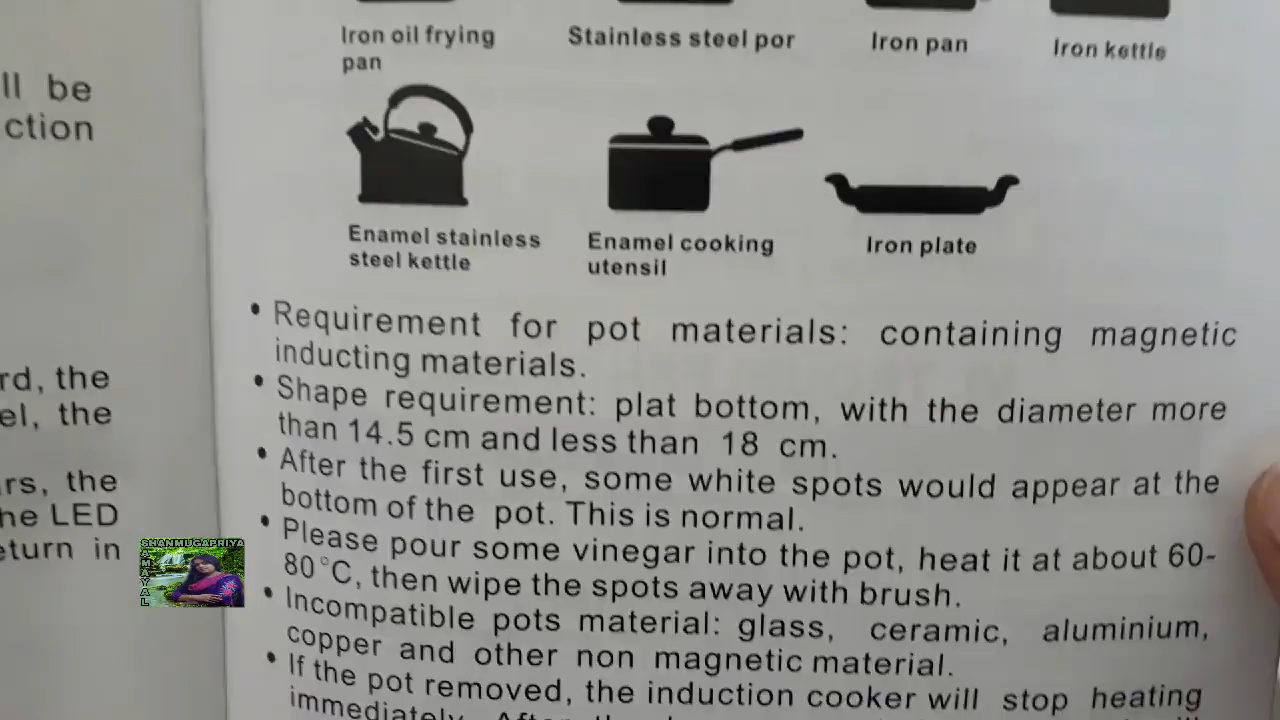 ll be
ction
rd, the
el, the
rs, the
he LED
eturn in
Iron oil frying
pan
Stainless steel por
Iron pan
Iron kettle
Enamel stainless
steel kettle
Enamel cooking
utensil
Iron plate
• Requirement for pot materials: containing magnetic
inducting materials.
• Shape requirement: plat bottom, with the diameter more
than 14.5 cm and less than 18 cm.
• After the first use, some white spots would appear at the
bottom of the pot. This is normal.
• Please pour some vinegar into the pot, heat it at about 60-
80°C, then wipe the spots away with brush.
• Incompatible pots material: glass, ceramic, aluminium,
copper and other non magnetic material.
• If the pot removed, the induction cooker will stop heating
immediately. After the
SHANMUGAPRIYA
SAMAYAL